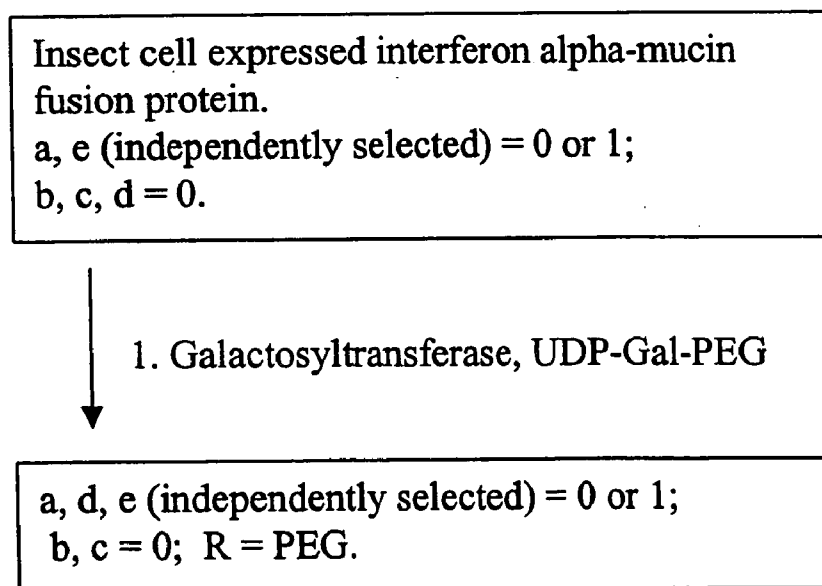 Insect cell expressed interferon alpha-mucin
fusion protein.
a, e (independently selected) = 0 or 1;
b, c, d = 0.
1. Galactosyltransferase, UDP-Gal-PEG
a, d, e (independently selected) = 0 or 1;
b, c = 0; R = PEG.